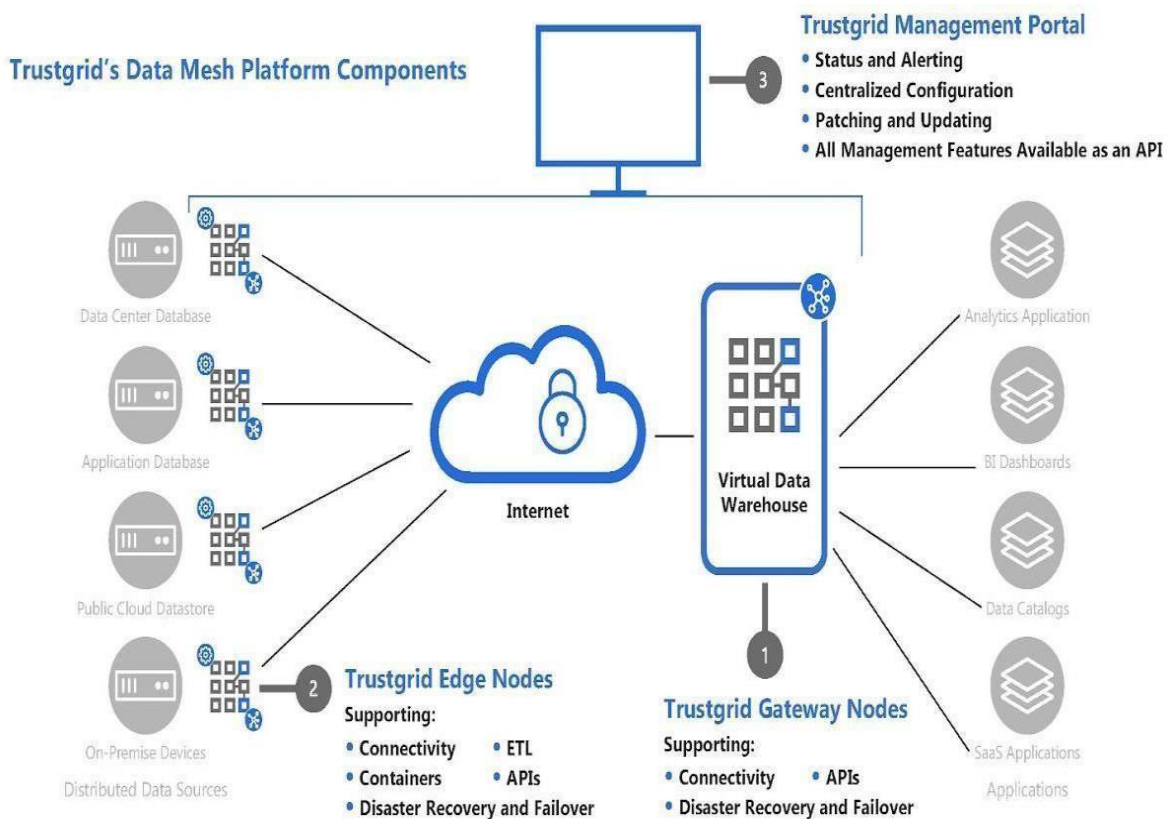 Trustgrid's Data Mesh Platform Components
Trustgrid Management Portal
• Status and Alerting
• Centralized Configuration
• Patching and Updating
• All Management Features Available as an API
3
Data Center Database
Application Database
Public Cloud Datastore
On-Premise Devices
Distributed Data Sources
Internet
Virtual Data
Warehouse
Analytics Application
BI Dashboards
Data Catalogs
SaaS Applications
Applications
2
Trustgrid Edge Nodes
Supporting:
• Connectivity • ETL
• Containers • APIs
• Disaster Recovery and Failover
1
Trustgrid Gateway Nodes
Supporting:
• Connectivity • APIs
• Disaster Recovery and Failover